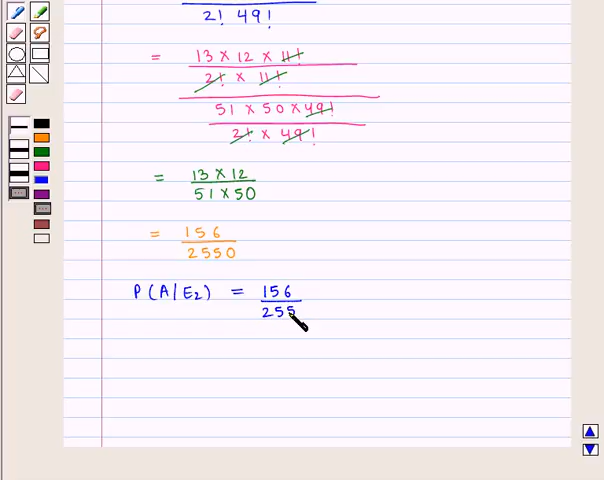 2! 49!
= 13 × 12 × 11!
2! × 11!
51 × 50 × 49!
2! × 49!
= 13 × 12
51 × 50
= 156
2550
P(A/E₂) = 156
255